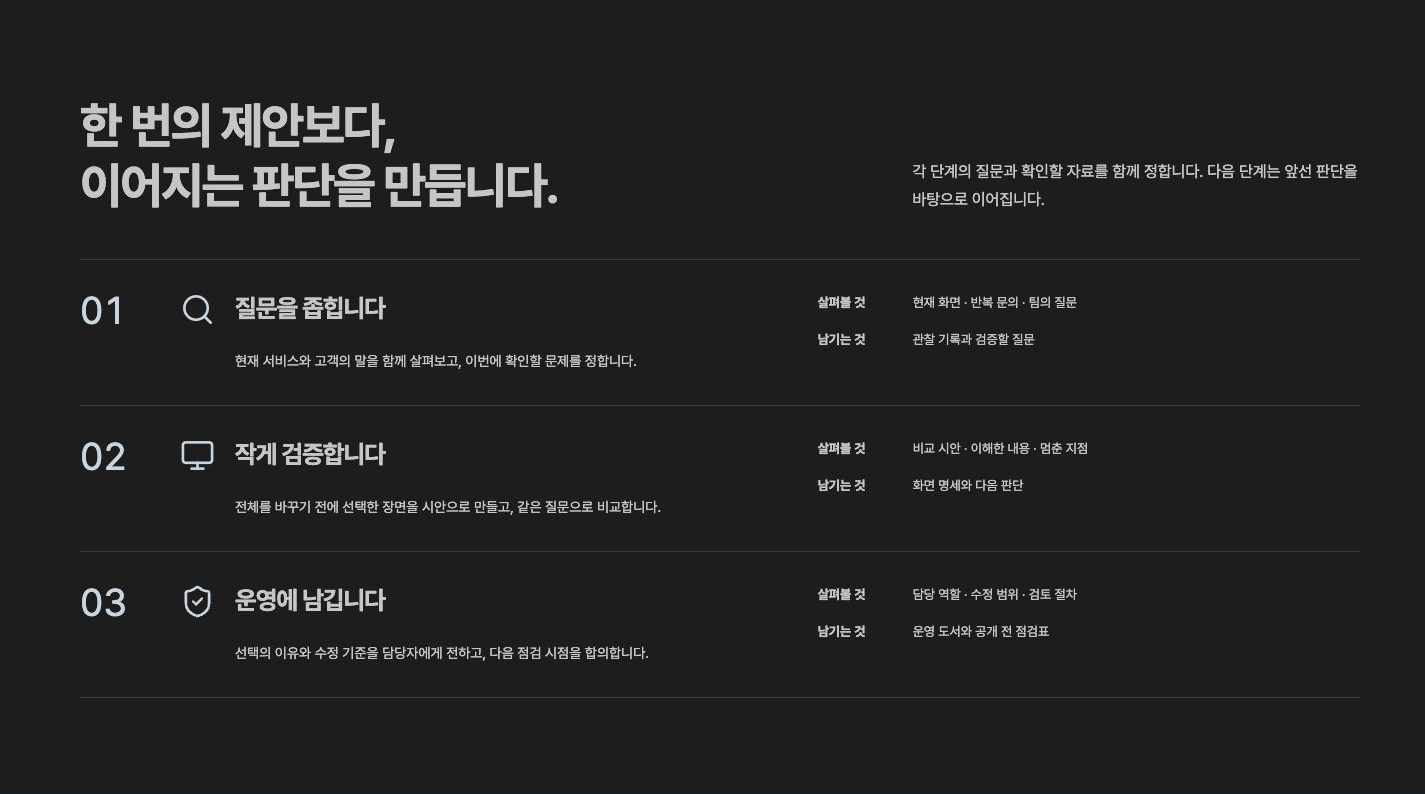 한 번의 제안보다,
이어지는 판단을 만듭니다.
각 단계의 질문과 확인할 자료를 함께 정합니다. 다음 단계는 앞선 판단을
바탕으로 이어집니다.
01
질문을 좁힙니다
현재 서비스와 고객의 말을 함께 살펴보고, 이번에 확인할 문제를 정합니다.
살펴볼 것
현재 화면 · 반복 문의 · 팀의 질문
남기는 것
관찰 기록과 검증할 질문
02
작게 검증합니다
전체를 바꾸기 전에 선택한 장면을 시안으로 만들고, 같은 질문으로 비교합니다.
살펴볼 것
비교 시안 · 이해한 내용 · 멈춘 지점
남기는 것
화면 명세와 다음 판단
03
운영에 남깁니다
선택의 이유와 수정 기준을 담당자에게 전하고, 다음 점검 시점을 합의합니다.
살펴볼 것
담당 역할 · 수정 범위 · 검토 절차
남기는 것
운영 도서와 공개 전 점검표